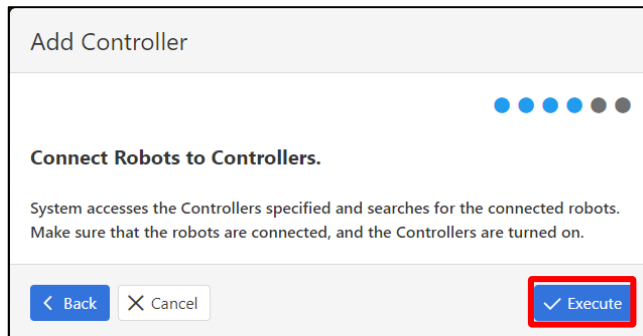 Add Controller
Connect Robots to Controllers.
System accesses the Controllers specified and searches for the connected robots.
Make sure that the robots are connected, and the Controllers are turned on.
Back Cancel Execute